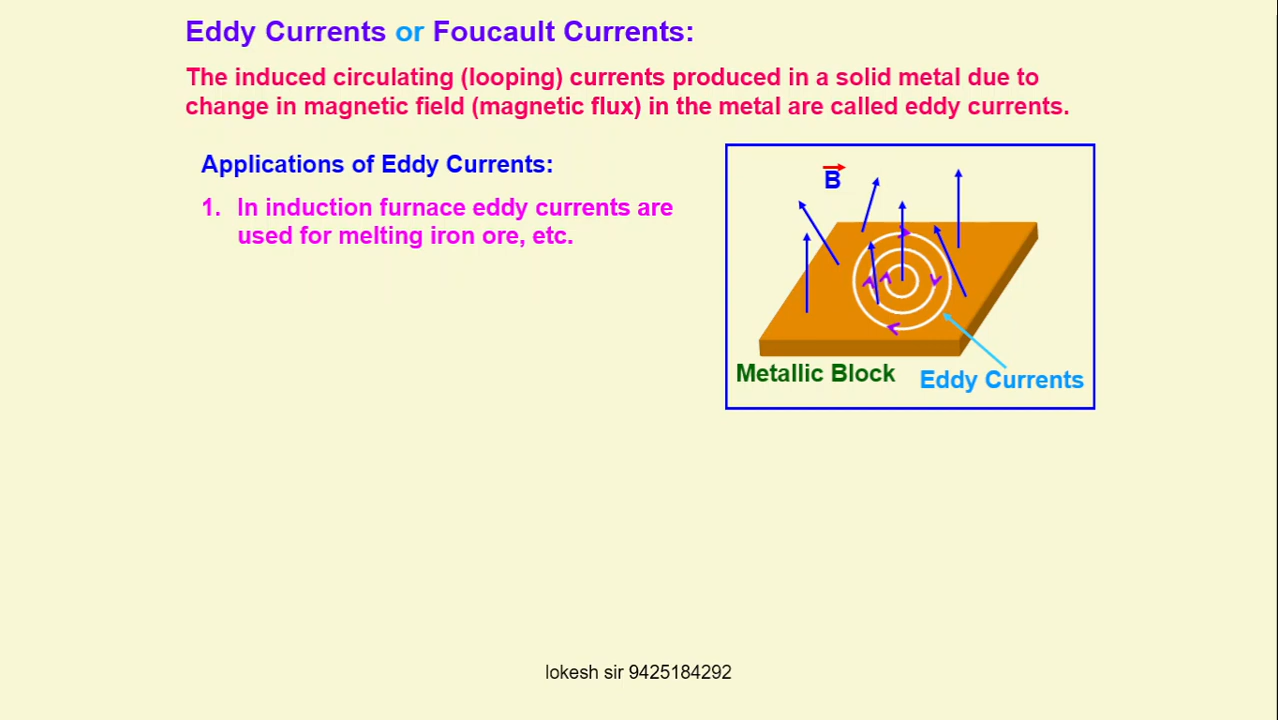 Eddy Currents or Foucault Currents:
The induced circulating (looping) currents produced in a solid metal due to
change in magnetic field (magnetic flux) in the metal are called eddy currents.
Applications of Eddy Currents:
1. In induction furnace eddy currents are
used for melting iron ore, etc.
B
Metallic Block
Eddy Currents
lokesh sir 9425184292